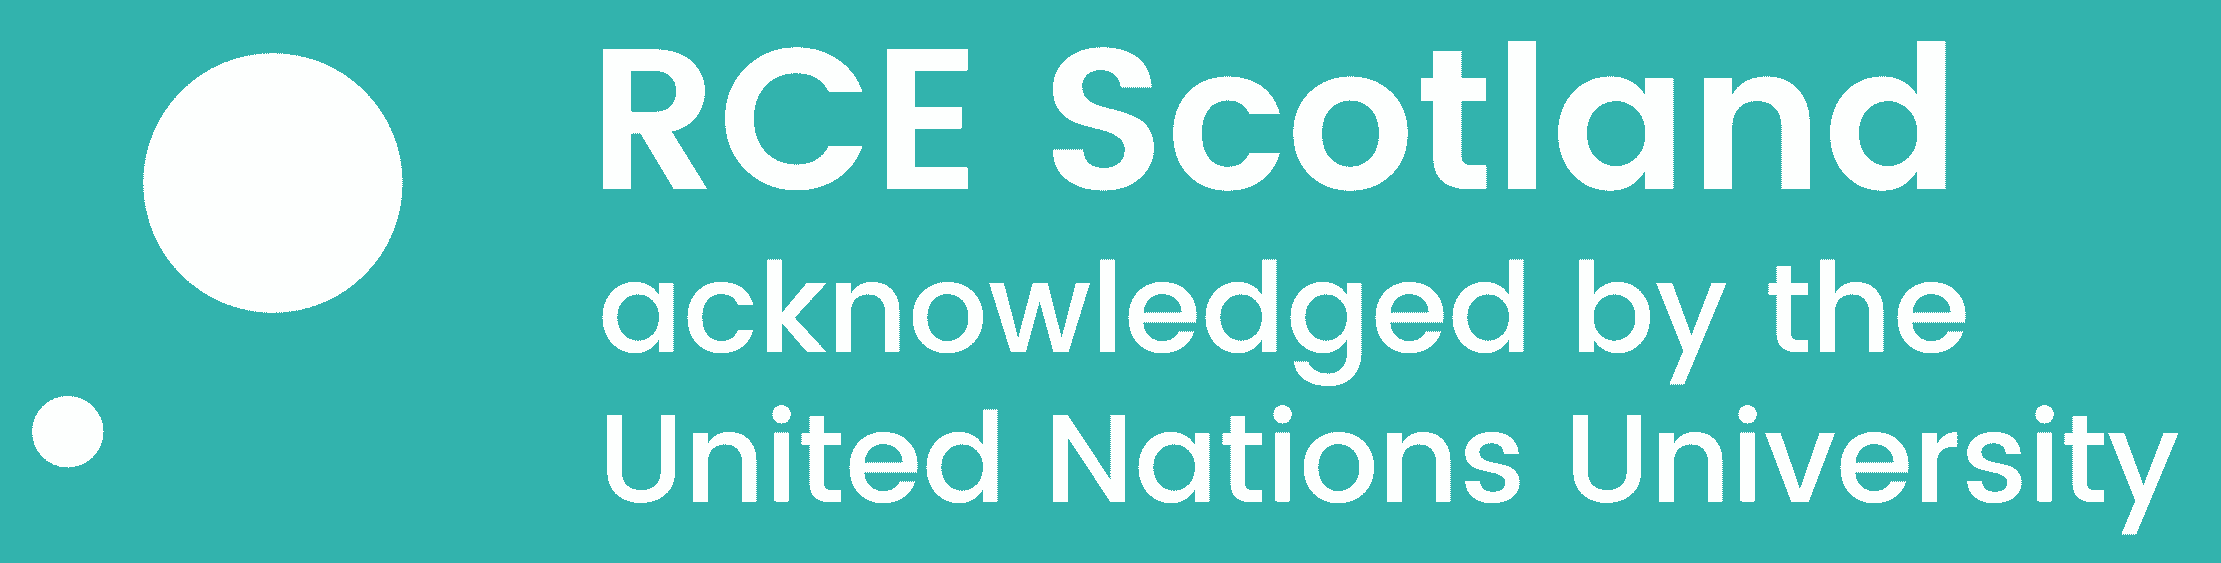 RCE Scotland
acknowledged by the
United Nations University